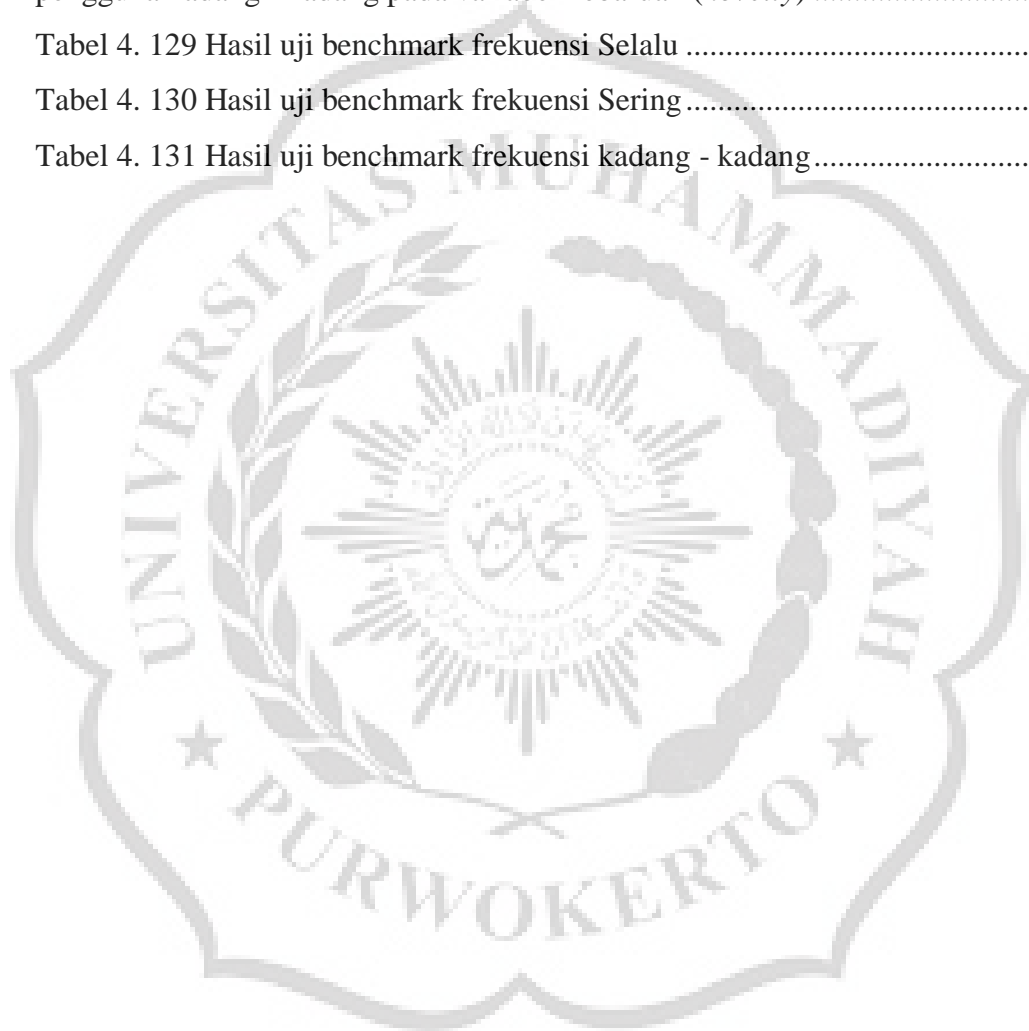 Tabel 4. 129 Hasil uji benchmark frekuensi Selalu ......................................
Tabel 4. 130 Hasil uji benchmark frekuensi Sering ......................................
Tabel 4. 131 Hasil uji benchmark frekuensi kadang - kadang ..........................
UNIVERSITAS MUHAMMADIYAH
PURWOKERTO